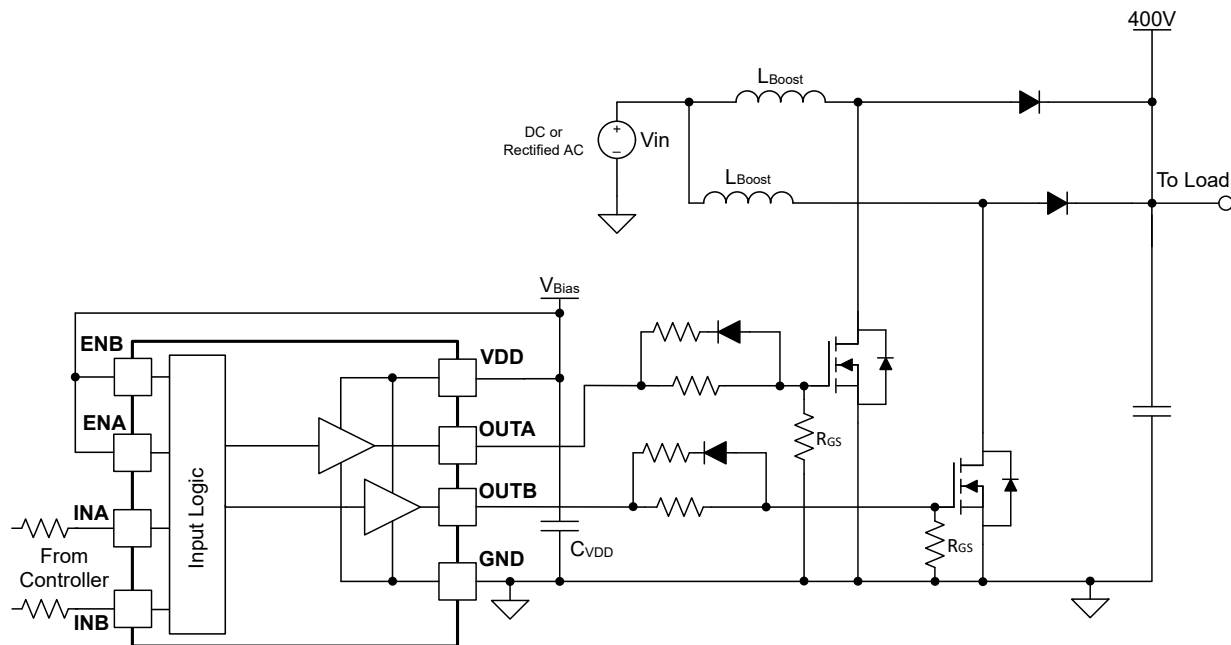 400V
LBoost
DC or
Rectified AC
+
Vin
−
LBoost
To Load
VBias
ENB
VDD
ENA
OUTA
RGS
Input Logic
OUTB
INA
CVDD
RGS
From
Controller
GND
INB